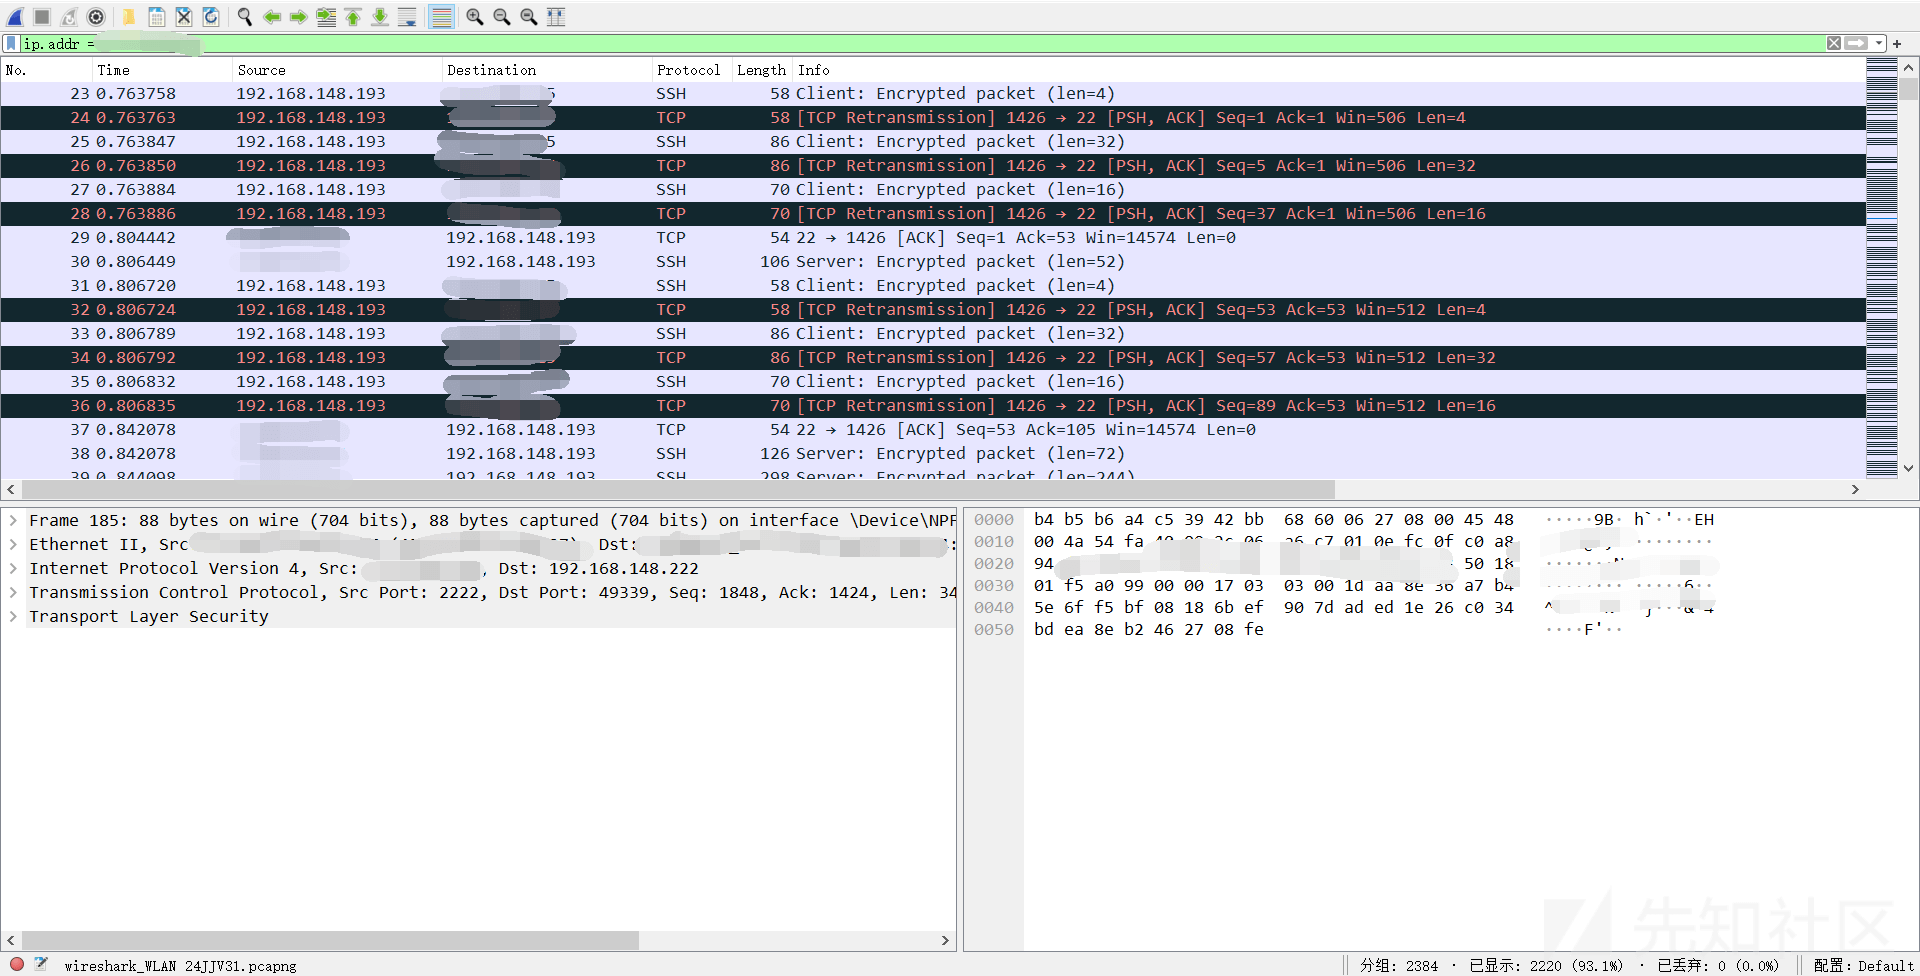 ip.addr =
No. Time Source Destination Protocol Length Info
23 0.763758 192.168.148.193 5 SSH 58 Client: Encrypted packet (len=4)
24 0.763763 192.168.148.193 TCP 58 [TCP Retransmission] 1426 → 22 [PSH, ACK] Seq=1 Ack=1 Win=506 Len=4
25 0.763847 192.168.148.193 5 SSH 86 Client: Encrypted packet (len=32)
26 0.763850 192.168.148.193 TCP 86 [TCP Retransmission] 1426 → 22 [PSH, ACK] Seq=5 Ack=1 Win=506 Len=32
27 0.763884 192.168.148.193 SSH 70 Client: Encrypted packet (len=16)
28 0.763886 192.168.148.193 TCP 70 [TCP Retransmission] 1426 → 22 [PSH, ACK] Seq=37 Ack=1 Win=506 Len=16
29 0.804442 192.168.148.193 TCP 54 22 → 1426 [ACK] Seq=1 Ack=53 Win=14574 Len=0
30 0.806449 192.168.148.193 SSH 106 Server: Encrypted packet (len=52)
31 0.806720 192.168.148.193 SSH 58 Client: Encrypted packet (len=4)
32 0.806724 192.168.148.193 TCP 58 [TCP Retransmission] 1426 → 22 [PSH, ACK] Seq=53 Ack=53 Win=512 Len=4
33 0.806789 192.168.148.193 SSH 86 Client: Encrypted packet (len=32)
34 0.806792 192.168.148.193 TCP 86 [TCP Retransmission] 1426 → 22 [PSH, ACK] Seq=57 Ack=53 Win=512 Len=32
35 0.806832 192.168.148.193 SSH 70 Client: Encrypted packet (len=16)
36 0.806835 192.168.148.193 TCP 70 [TCP Retransmission] 1426 → 22 [PSH, ACK] Seq=89 Ack=53 Win=512 Len=16
37 0.842078 192.168.148.193 TCP 54 22 → 1426 [ACK] Seq=53 Ack=105 Win=14574 Len=0
38 0.842078 192.168.148.193 SSH 126 Server: Encrypted packet (len=72)
39 0.844098 192.168.148.193 SSH 298 Server: Encrypted packet (len=244)
Frame 185: 88 bytes on wire (704 bits), 88 bytes captured (704 bits) on interface \Device\NPF
Ethernet II, Src Dst:
Internet Protocol Version 4, Src: , Dst: 192.168.148.222
Transmission Control Protocol, Src Port: 2222, Dst Port: 49339, Seq: 1848, Ack: 1424, Len: 34
Transport Layer Security
0000 b4 b5 b6 a4 c5 39 42 bb 68 60 06 27 08 00 45 48 ·····9B· h`·'··EH
0010 00 4a 54 fa 06 c7 01 0e fc 0f c0 a8
0020 94 50 18
0030 01 f5 a0 99 00 00 17 03 03 00 1d aa 8e 36 a7 b4
0040 5e 6f f5 bf 08 18 6b ef 90 7d ad ed 1e 26 c0 34
0050 bd ea 8e b2 46 27 08 fe ····F'··
先知社区
wireshark_WLAN 24JJV31.pcapng
分组: 2384 · 已显示: 2220 (93.1%) · 已丢弃: 0 (0.0%)
配置: Default